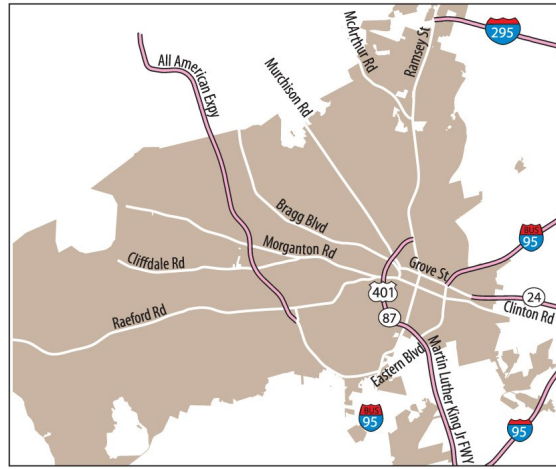 McArthur Rd
Ramsey St
295
All American Expy
Murchison Rd
Bragg Blvd
BUS
95
Morganton Rd
Cliffdale Rd
Grove St
401
24
Clinton Rd
Raeford Rd
87
Eastern Blvd
Martin Luther King Jr FWY
BUS
95
95